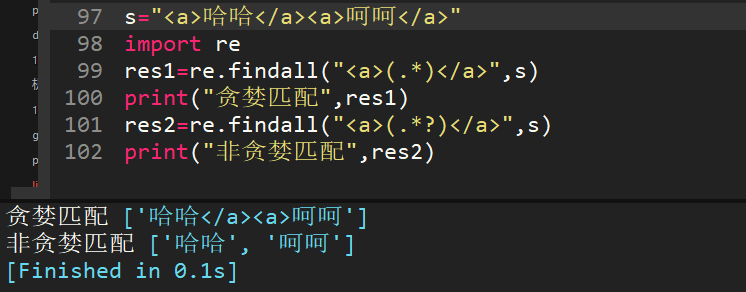 97 s="<a>哈哈</a><a>呵呵</a>"
98 import re
99 res1=re.findall("<a>(.*)</a>",s)
100 print("贪婪匹配",res1)
101 res2=re.findall("<a>(.*?)</a>",s)
102 print("非贪婪匹配",res2)
贪婪匹配 ['哈哈</a><a>呵呵']
非贪婪匹配 ['哈哈', '呵呵']
[Finished in 0.1s]